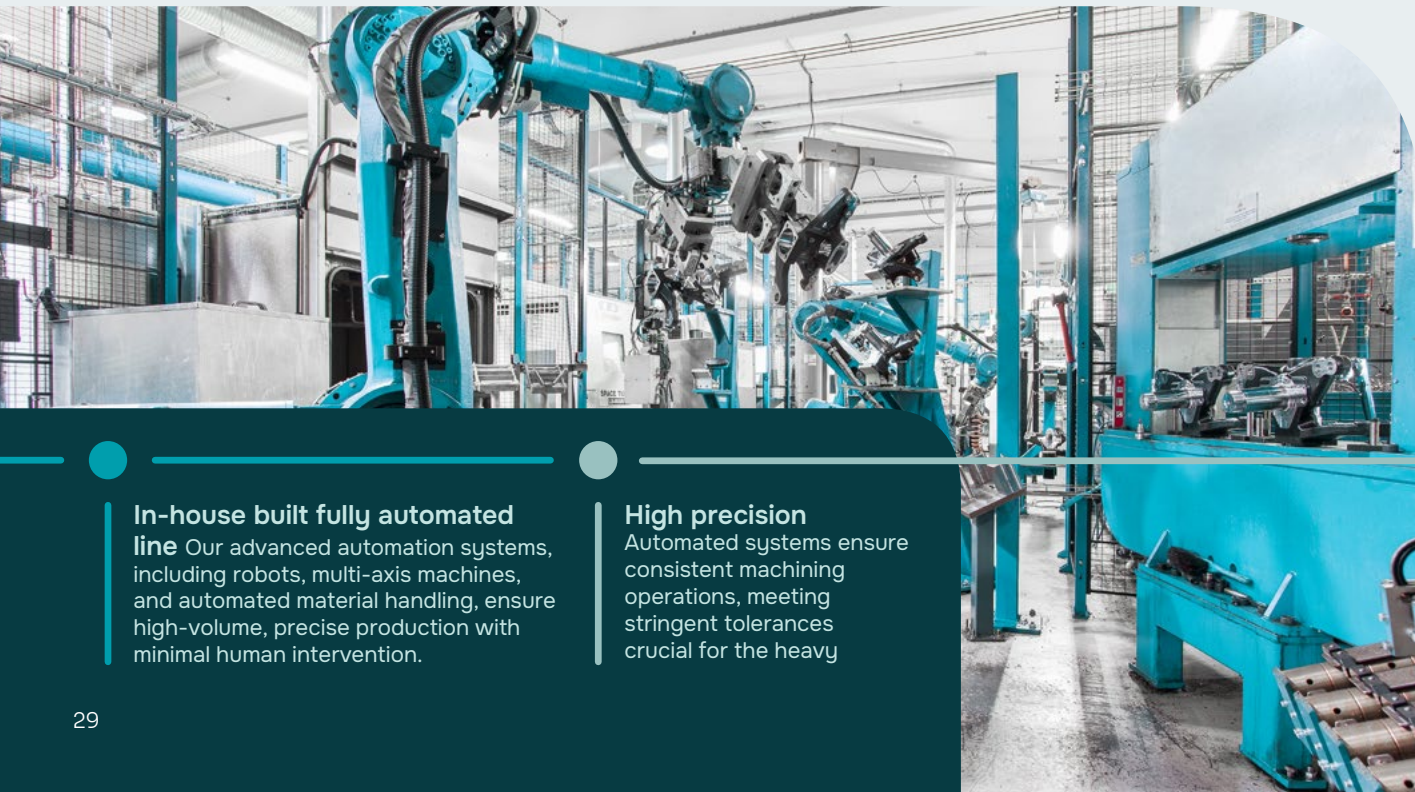 In-house built fully automated
line Our advanced automation systems,
including robots, multi-axis machines,
and automated material handling, ensure
high-volume, precise production with
minimal human intervention.
High precision
Automated systems ensure
consistent machining
operations, meeting
stringent tolerances
crucial for the heavy
29